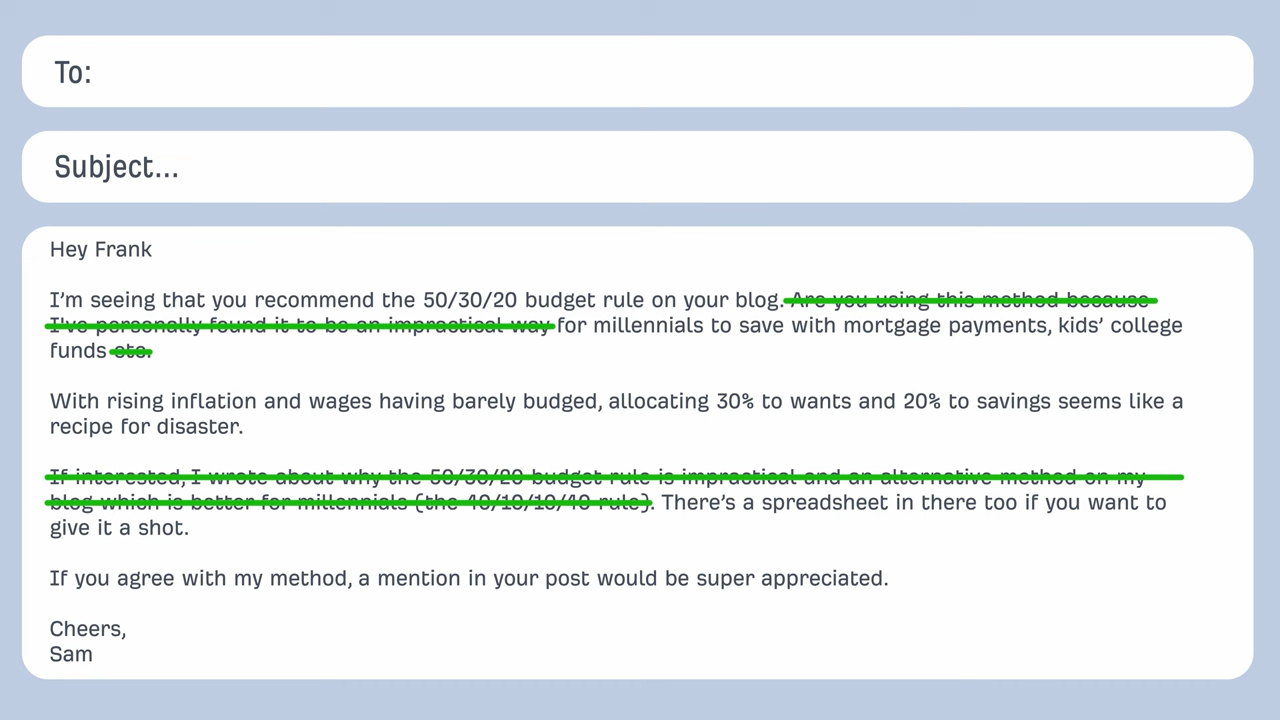 To:
Subject...
Hey Frank
I'm seeing that you recommend the 50/30/20 budget rule on your blog. Are you using this method because
I've personally found it to be an impractical way for millennials to save with mortgage payments, kids' college
funds etc.
With rising inflation and wages having barely budged, allocating 30% to wants and 20% to savings seems like a
recipe for disaster.
If interested, I wrote about why the 50/30/20 budget rule is impractical and an alternative method on my
blog which is better for millennials (the 40/10/10/40 rule). There's a spreadsheet in there too if you want to
give it a shot.
If you agree with my method, a mention in your post would be super appreciated.
Cheers,
Sam